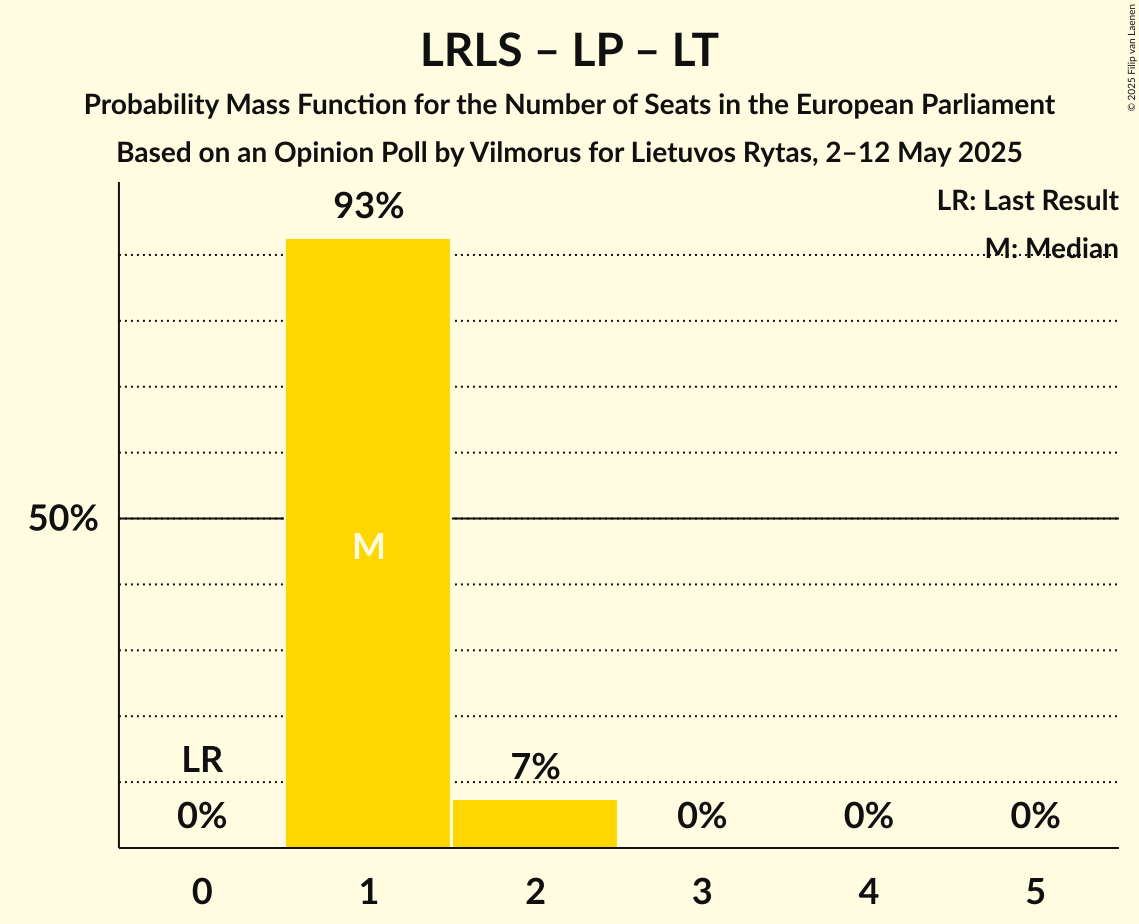 LRLS – LP – LT
Probability Mass Function for the Number of Seats in the European Parliament
Based on an Opinion Poll by Vilmorus for Lietuvos Rytas, 2–12 May 2025
© 2025 Filip van Laenen
LR: Last Result
M: Median
93%
50%
M
LR
7%
0%
0%
0%
0%
0 1 2 3 4 5